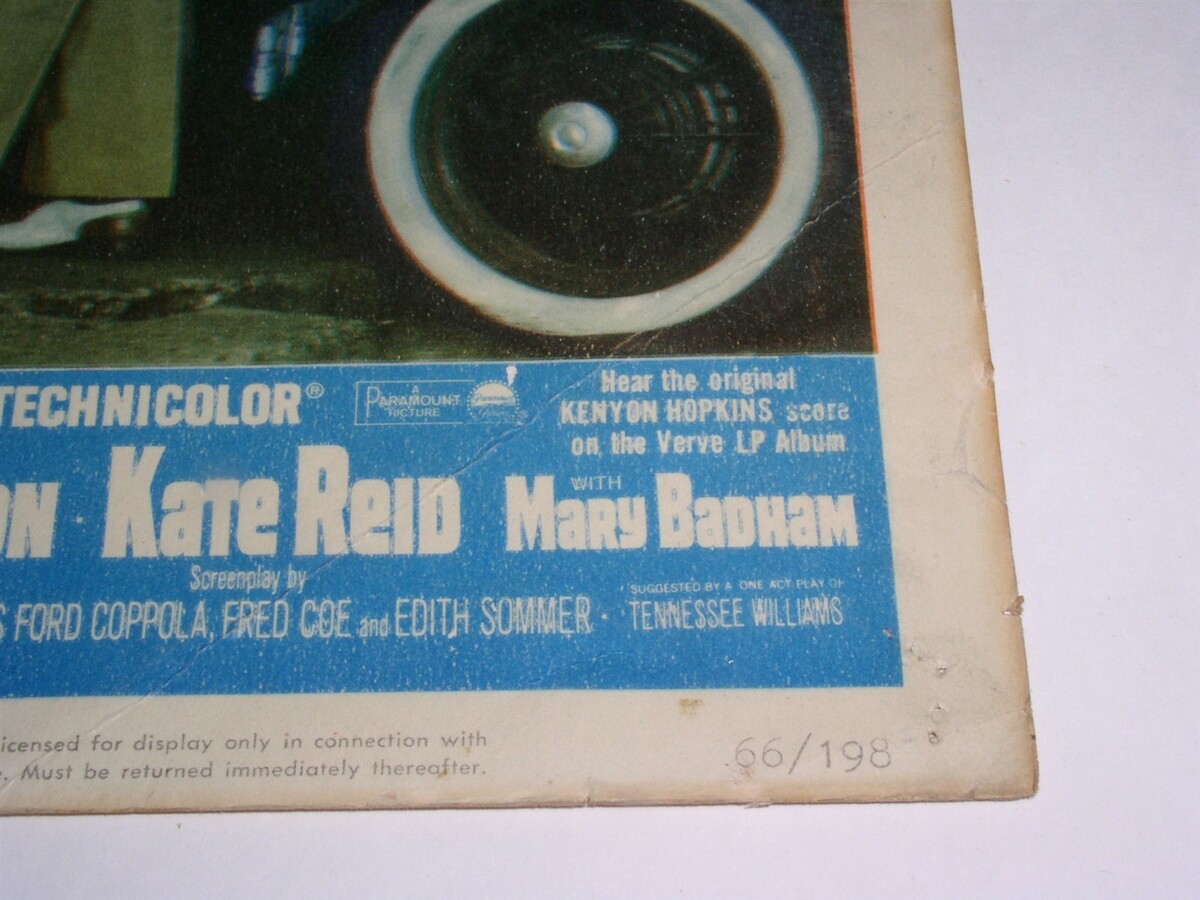 TECHNICOLOR®
A
PARAMOUNT
PICTURE
Hear the original
KENYON HOPKINS score
on the Verve LP Album
ON · KATE REID
WITH
MARY BADHAM
Screenplay by
S FORD COPPOLA, FRED COE and EDITH SOMMER ·
SUGGESTED BY A ONE ACT PLAY OF
TENNESSEE WILLIAMS
icensed for display only in connection with
e. Must be returned immediately thereafter.
66/198